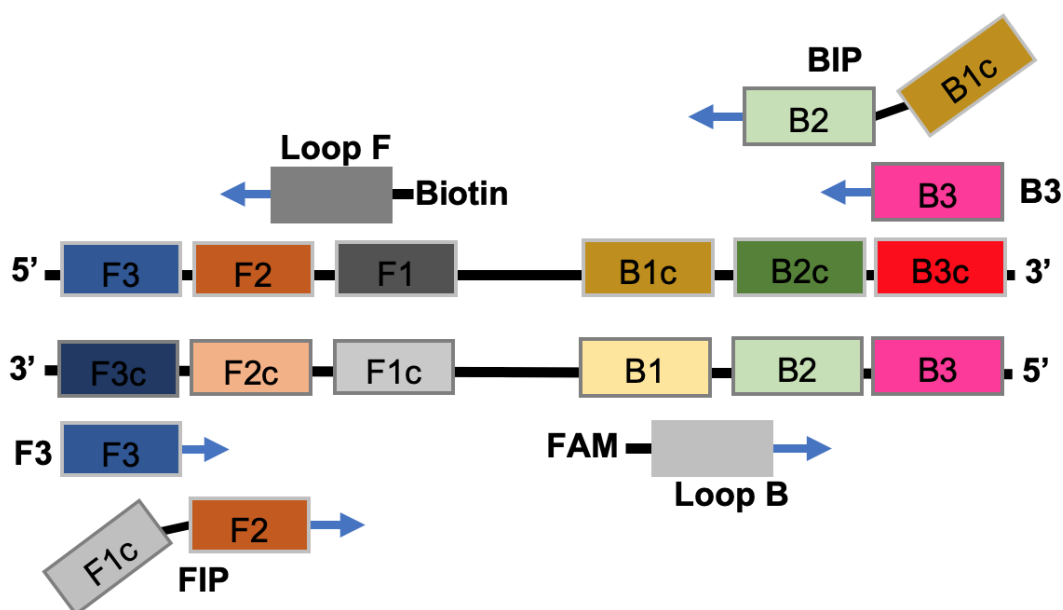 BIP
B1c
B2
Loop F
Biotin
B3
B3
5’
F3
F2
F1
B1c
B2c
B3c
3’
3’
F3c
F2c
F1c
B1
B2
B3
5’
F3
F3
FAM
Loop B
F1c
F2
FIP